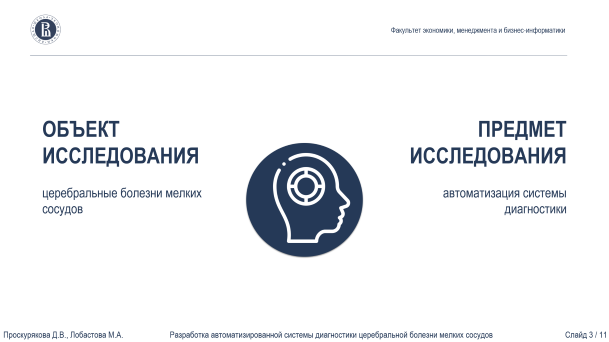 Факультет экономики, менеджмента и бизнес-информатики
ОБЪЕКТ
ИССЛЕДОВАНИЯ
церебральные болезни мелких
сосудов
ПРЕДМЕТ
ИССЛЕДОВАНИЯ
автоматизация системы
диагностики
Проскурякова Д.В., Лобастова М.А.
Разработка автоматизированной системы диагностики церебральной болезни мелких сосудов
Слайд 3 / 11